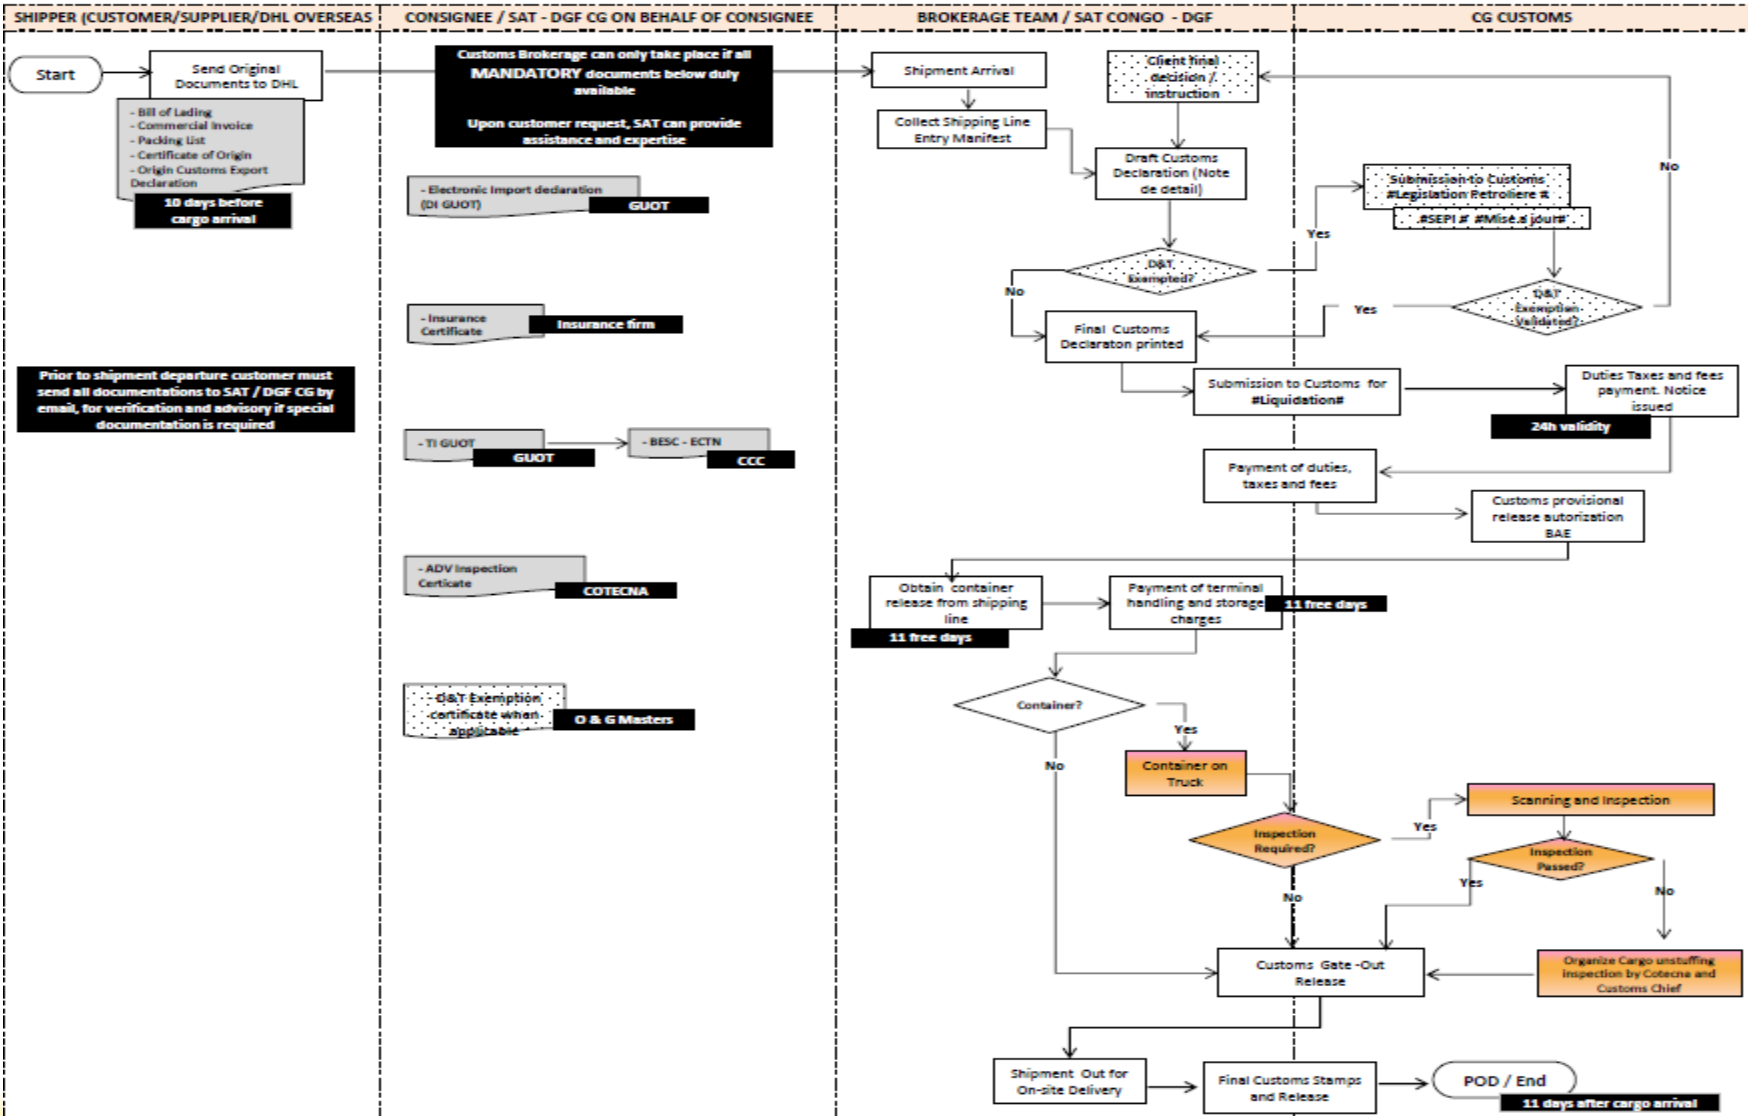 SHIPPER (CUSTOMER/SUPPLIER/DHL OVERSEAS
CONSIGNEE / SAT - DGF CG ON BEHALF OF CONSIGNEE
BROKERAGE TEAM / SAT CONGO - DGF
CG CUSTOMS
Start
Send Original
Documents to DHL
- Bill of Lading
- Commercial Invoice
- Packing List
- Certificate of Origin
- Origin Customs Export
Declaration
10 days before
cargo arrival
Prior to shipment departure customer must
send all documentations to SAT / DGF CG by
email, for verification and advisory if special
documentation is required
Customs Brokerage can only take place if all
MANDATORY documents below duly
available
Upon customer request, SAT can provide
assistance and expertise
- Electronic Import declaration
(DI GUOT)
GUOT
- Insurance
Certificate
Insurance firm
- TI GUOT
GUOT
- BESC - ECTN
CCC
- ADV Inspection
Certicate
COTECNA
- D&T Exemption
certificate when
applicable
O & G Masters
Shipment Arrival
Collect Shipping Line
Entry Manifest
Client final
decision /
instruction
Draft Customs
Declaration (Note
de detail)
D&T
Exempted?
Yes
No
Submission to Customs
#Legislation Petroliere #
#SEPI # #Mise a jour#
D&T
Exemption
Validated?
No
Yes
Final Customs
Declaraton printed
Submission to Customs for
#Liquidation#
Duties Taxes and fees
payment. Notice
issued
24h validity
Payment of duties,
taxes and fees
Customs provisional
release autorization
BAE
Obtain container
release from shipping
line
11 free days
Payment of terminal
handling and storage
charges
11 free days
Container?
Yes
No
Container on
Truck
Inspection
Required?
Yes
No
Scanning and Inspection
Inspection
Passed?
Yes
No
Organize Cargo unstuffing
inspection by Cotecna and
Customs Chief
Customs Gate -Out
Release
Shipment Out for
On-site Delivery
Final Customs Stamps
and Release
POD / End
11 days after cargo arrival